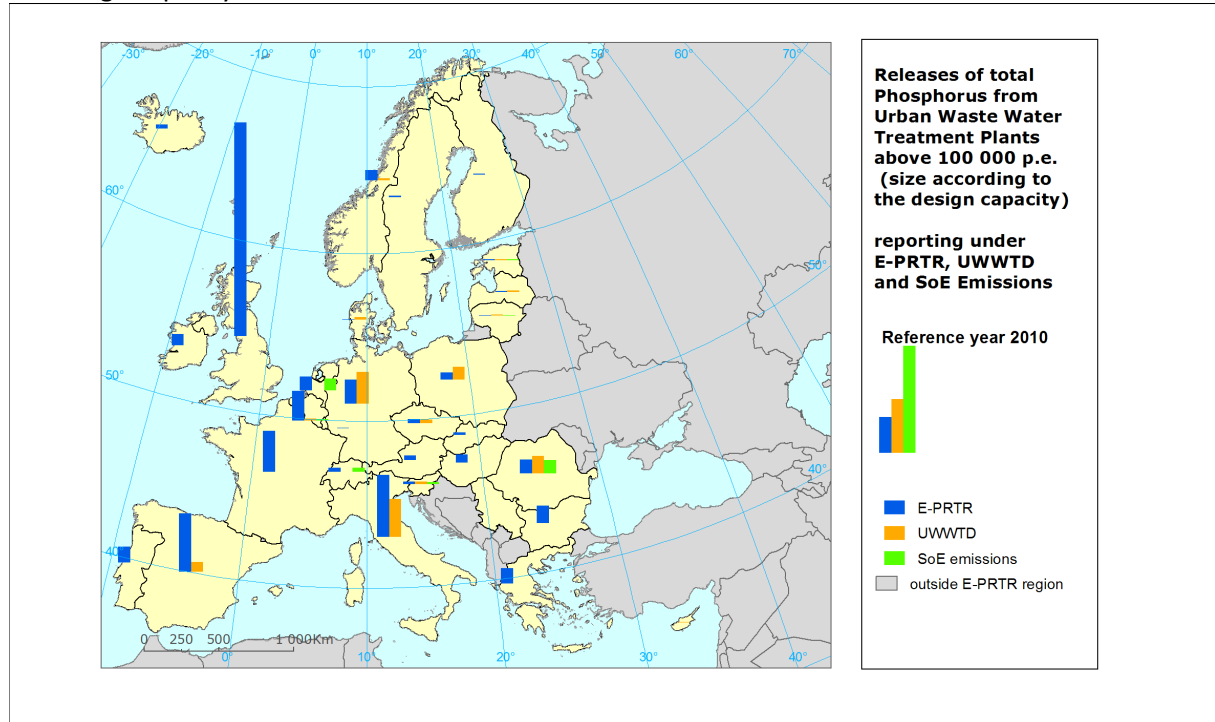 -30° -20° -10° 0° 10° 20° 30° 40° 50° 60° 70°
60°
50°
50°
40°
40°
0 250 500 1 000Km
0° 10° 20° 30° 40°
Releases of total
Phosphorus from
Urban Waste Water
Treatment Plants
above 100 000 p.e.
(size according to
the design capacity)
reporting under
E-PRTR, UWWTD
and SoE Emissions
Reference year 2010
E-PRTR
UWWTD
SoE emissions
outside E-PRTR region